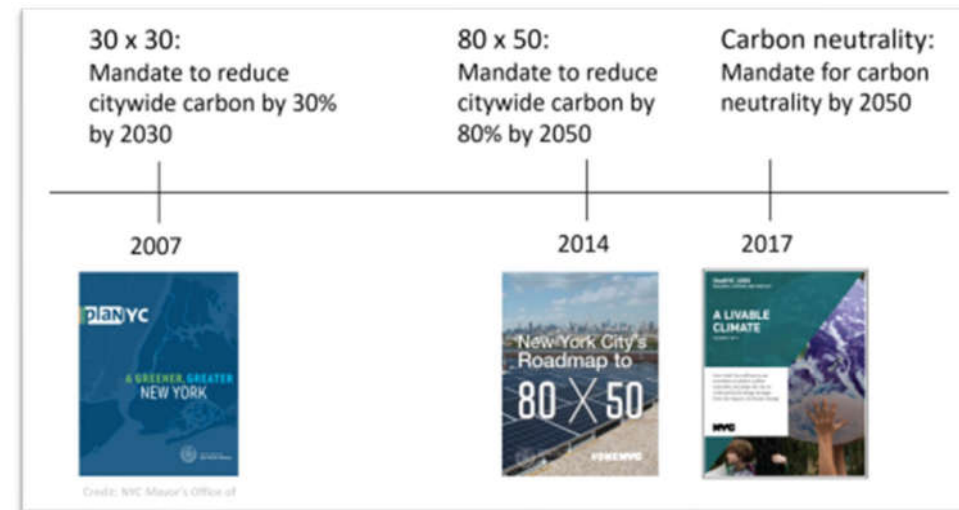 30 x 30:
Mandate to reduce
citywide carbon by 30%
by 2030
80 x 50:
Mandate to reduce
citywide carbon by
80% by 2050
Carbon neutrality:
Mandate for carbon
neutrality by 2050
2007
2014
2017
plaNYC
A GREENER, GREATER
NEW YORK
New York City's
Roadmap to
80 X 50
#ONENYC
A LIVABLE
CLIMATE
NYC
Credit: NYC Mayor's Office of